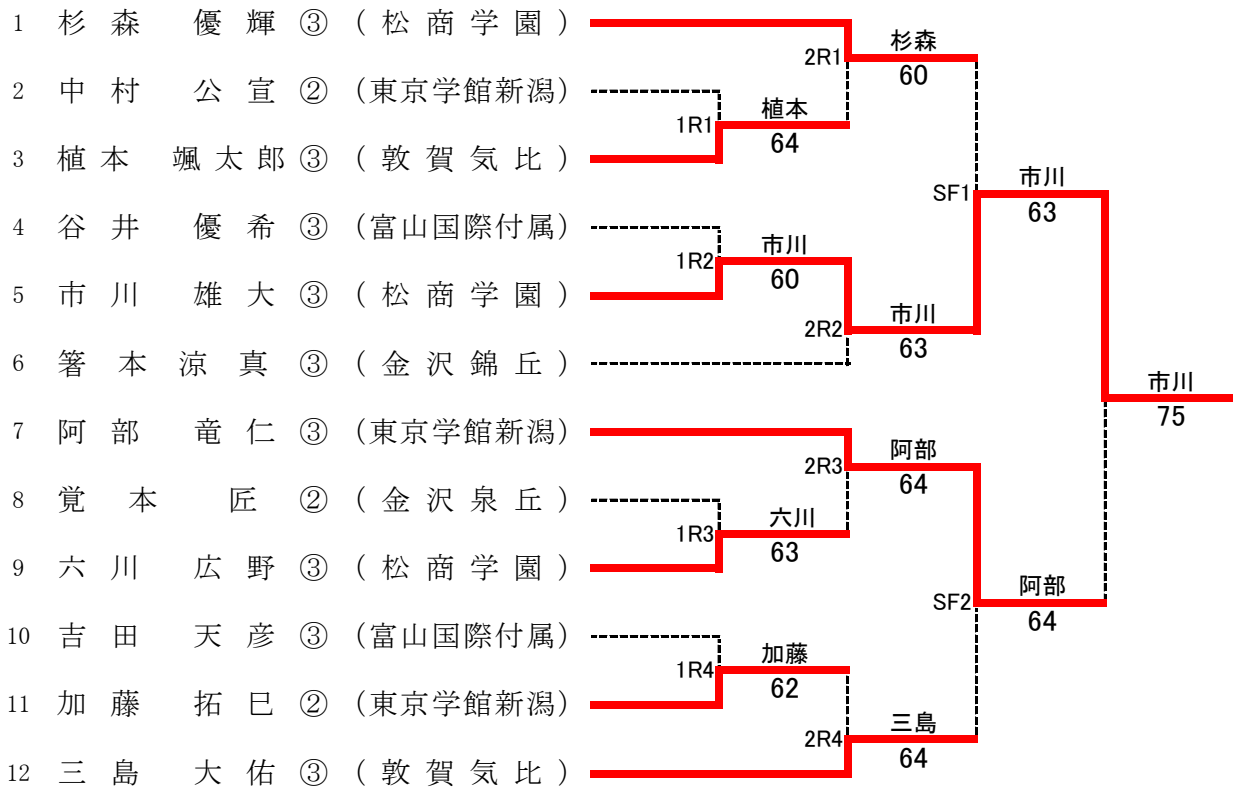 1 杉森 優輝 ③ (松商学園)
2R1 杉森
60
2 中村 公宣 ② (東京学館新潟)
1R1 植本
64
3 植本 颯太郎 ③ (敦賀気比)
SF1 市川
63
4 谷井 優希 ③ (富山国際付属)
1R2 市川
60
5 市川 雄大 ③ (松商学園)
2R2 市川
63
6 箸本涼真 ③ (金沢錦丘)
市川
75
7 阿部 竜仁 ③ (東京学館新潟)
2R3 阿部
64
8 覚本 匠 ② (金沢泉丘)
1R3 六川
63
9 六川 広野 ③ (松商学園)
SF2 阿部
64
10 吉田 天彦 ③ (富山国際付属)
1R4 加藤
62
11 加藤 拓巳 ② (東京学館新潟)
2R4 三島
64
12 三島 大佑 ③ (敦賀気比)